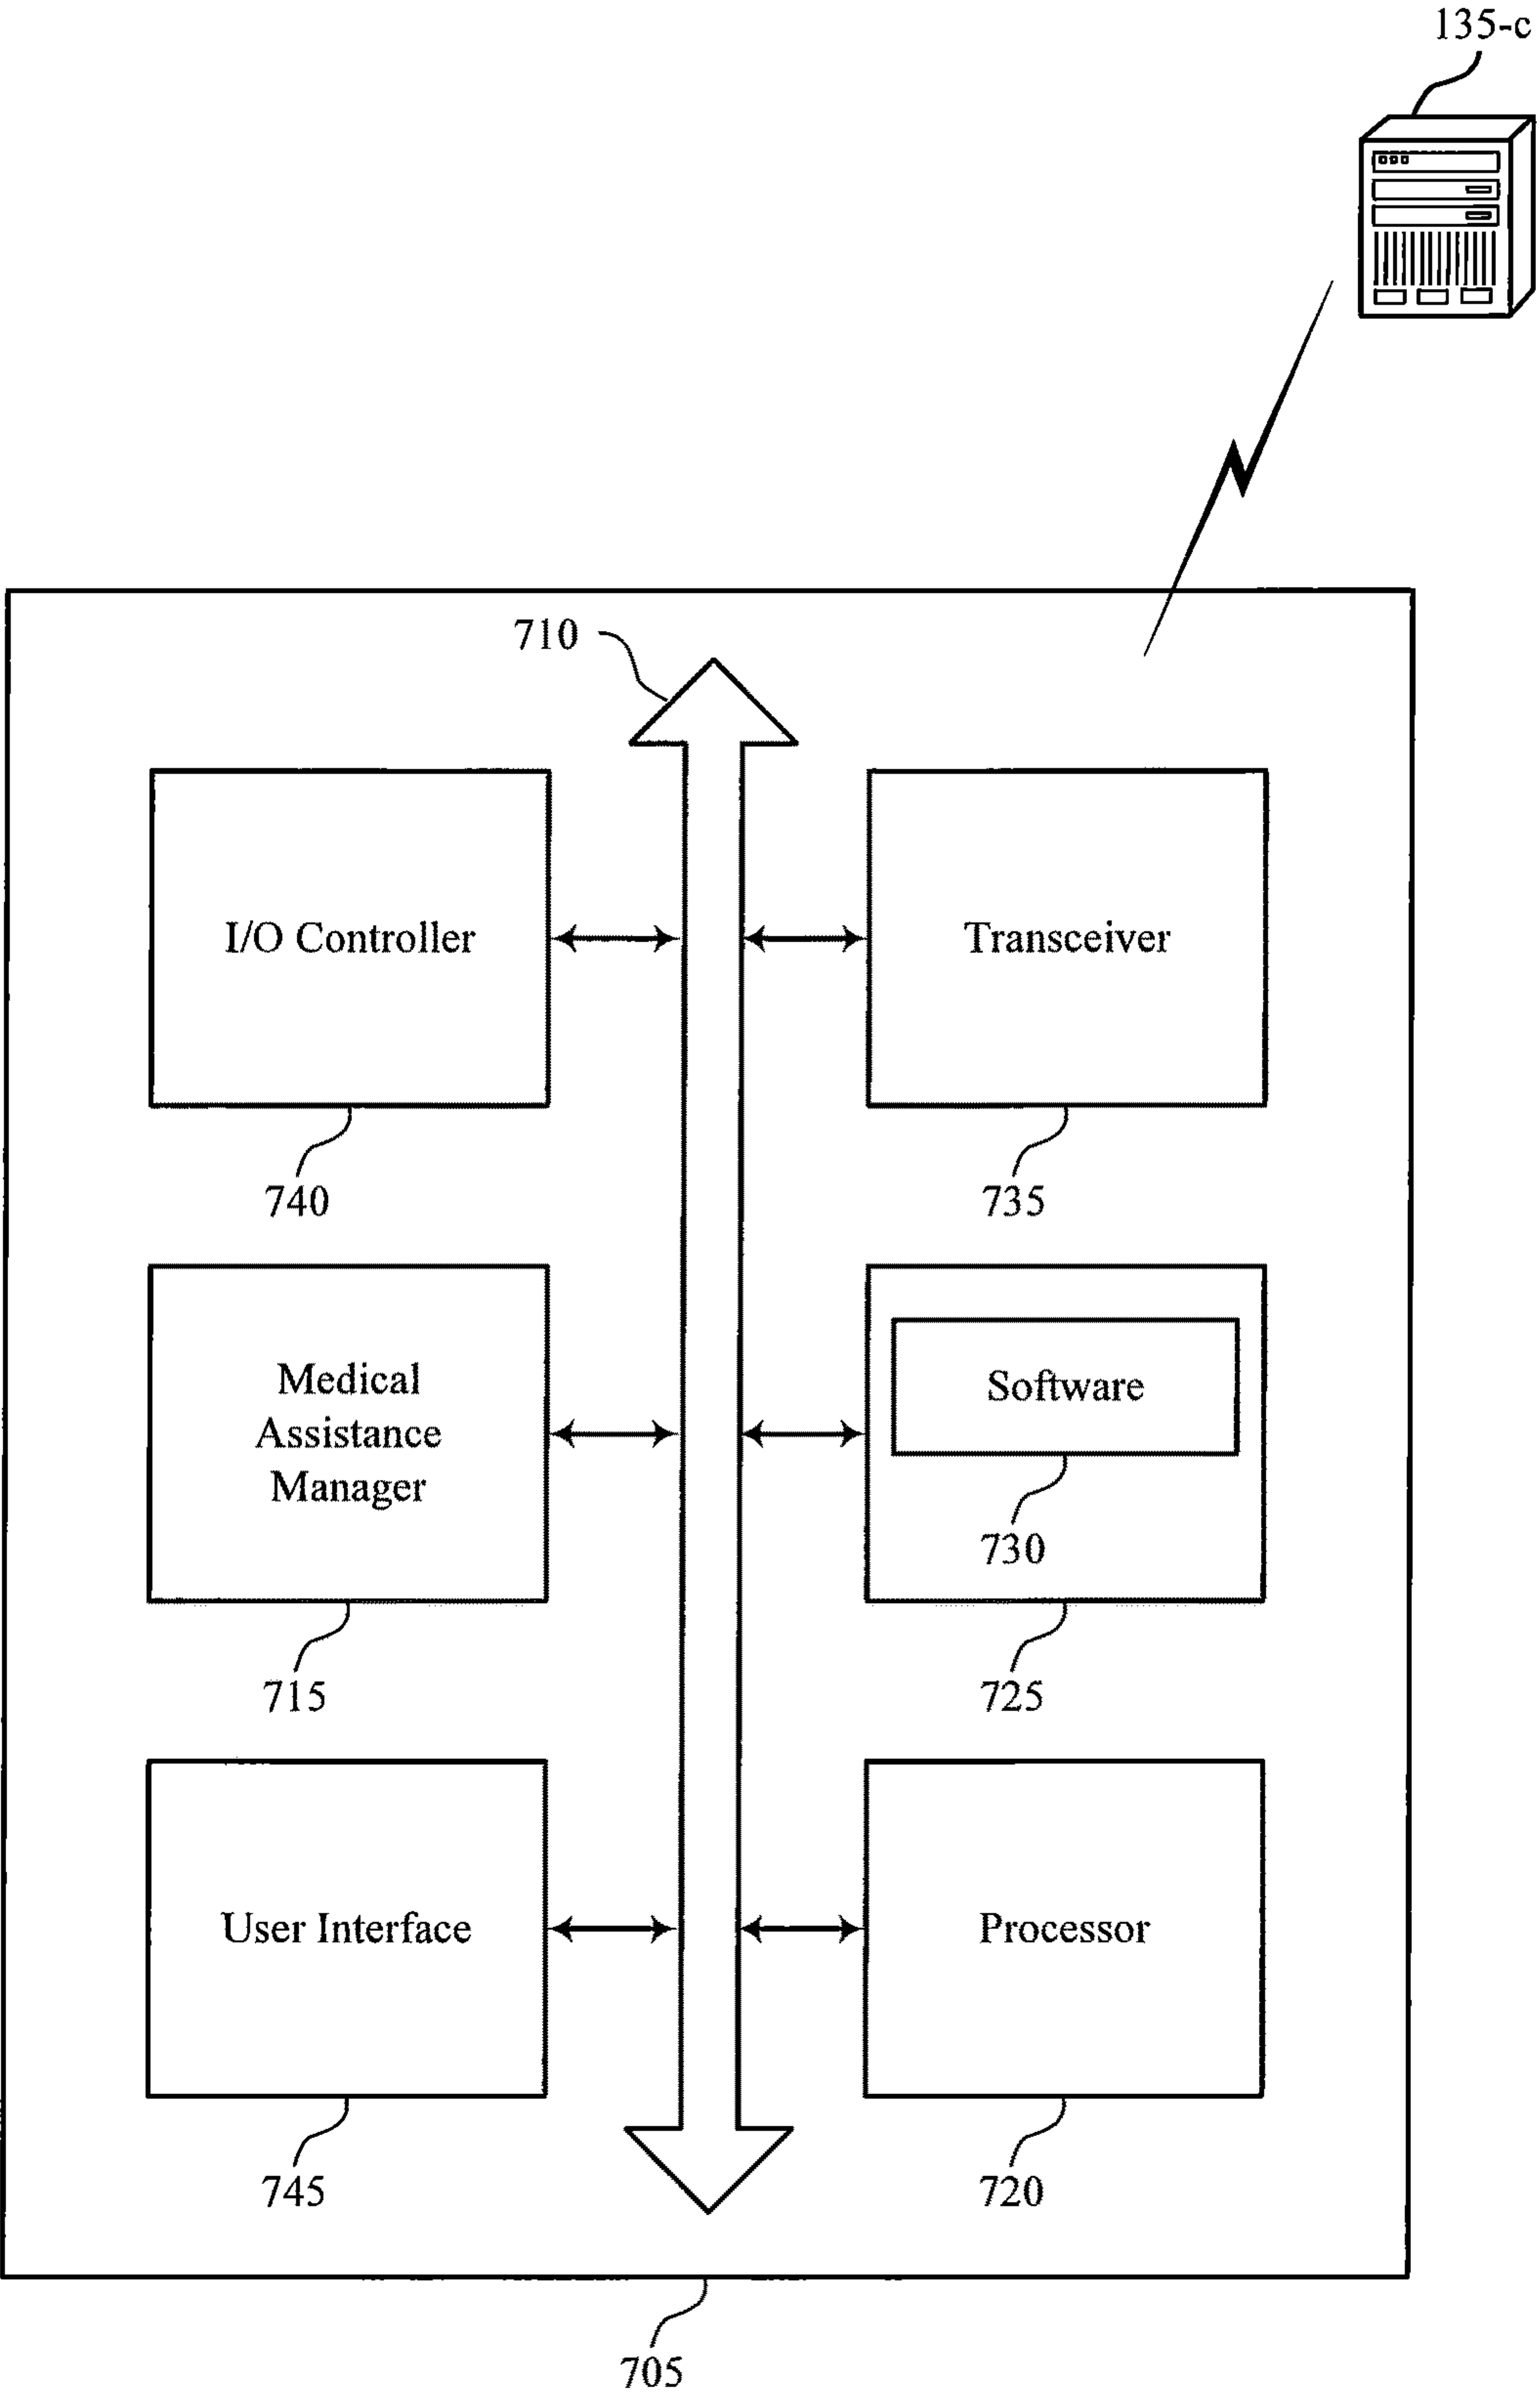 135-c
710
I/O Controller
Transceiver
740
735
Medical
Assistance
Manager
Software
730
715
725
User Interface
Processor
745
720
705